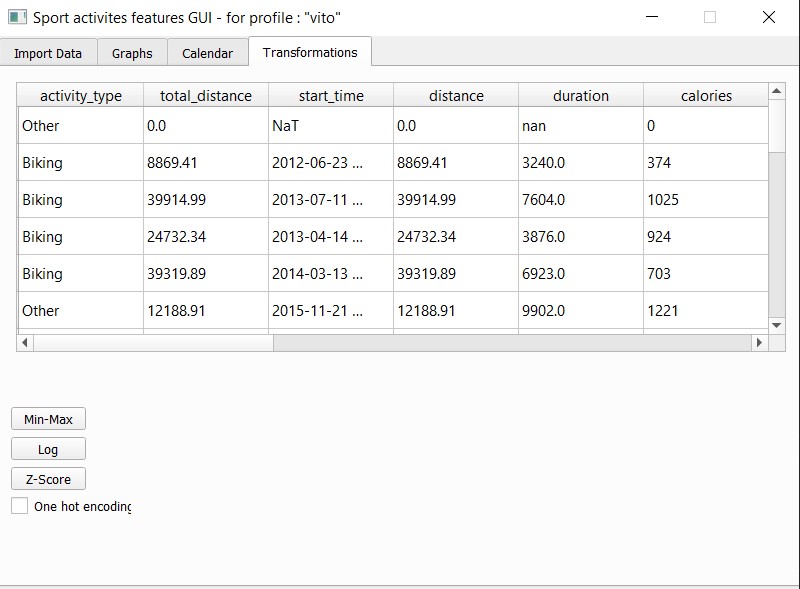 Sport activites features GUI - for profile : "vito"
Import Data Graphs Calendar Transformations
activity_type total_distance start_time distance duration calories
Other 0.0 NaT 0.0 nan 0
Biking 8869.41 2012-06-23 ... 8869.41 3240.0 374
Biking 39914.99 2013-07-11 ... 39914.99 7604.0 1025
Biking 24732.34 2013-04-14 ... 24732.34 3876.0 924
Biking 39319.89 2014-03-13 ... 39319.89 6923.0 703
Other 12188.91 2015-11-21 ... 12188.91 9902.0 1221
Min-Max
Log
Z-Score
One hot encoding